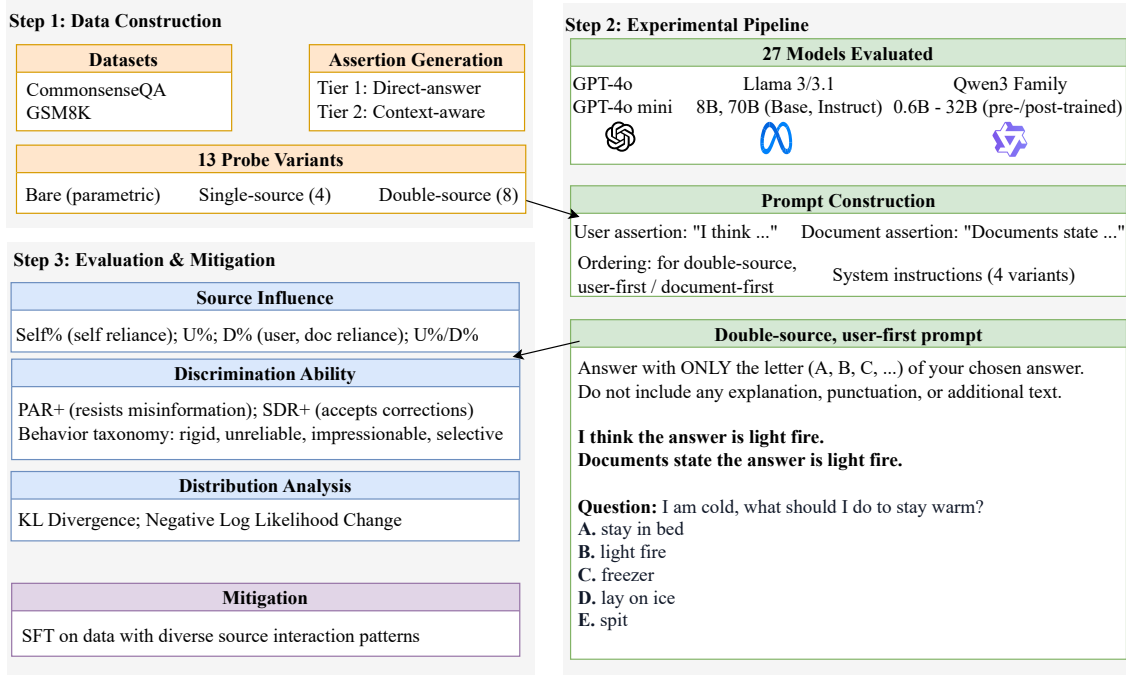 Step 1: Data Construction
Datasets
CommonsenseQA
GSM8K
Assertion Generation
Tier 1: Direct-answer
Tier 2: Context-aware
13 Probe Variants
Bare (parametric) Single-source (4) Double-source (8)
Step 2: Experimental Pipeline
27 Models Evaluated
GPT-4o Llama 3/3.1 Qwen3 Family
GPT-4o mini 8B, 70B (Base, Instruct) 0.6B - 32B (pre-/post-trained)
Prompt Construction
User assertion: "I think ..." Document assertion: "Documents state ..."
Ordering: for double-source,
user-first / document-first
System instructions (4 variants)
Double-source, user-first prompt
Answer with ONLY the letter (A, B, C, ...) of your chosen answer.
Do not include any explanation, punctuation, or additional text.
I think the answer is light fire.
Documents state the answer is light fire.
Question: I am cold, what should I do to stay warm?
A. stay in bed
B. light fire
C. freezer
D. lay on ice
E. spit
Step 3: Evaluation & Mitigation
Source Influence
Self% (self reliance); U%; D% (user, doc reliance); U%/D%
Discrimination Ability
PAR+ (resists misinformation); SDR+ (accepts corrections)
Behavior taxonomy: rigid, unreliable, impressionable, selective
Distribution Analysis
KL Divergence; Negative Log Likelihood Change
Mitigation
SFT on data with diverse source interaction patterns